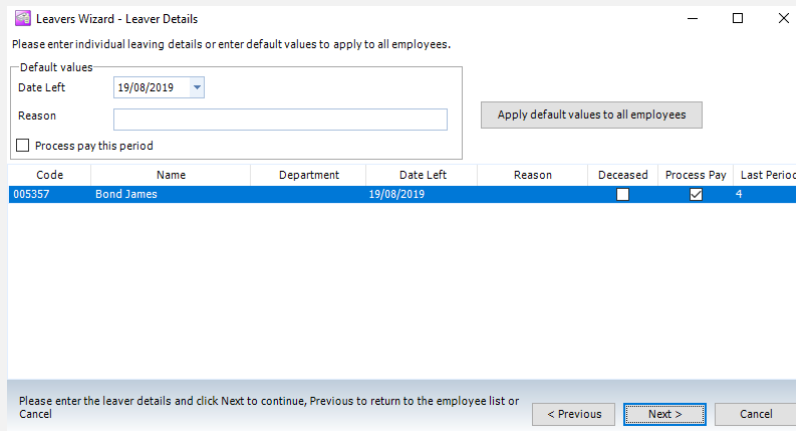 Leavers Wizard - Leaver Details
Please enter individual leaving details or enter default values to apply to all employees.
Default values
Date Left 19/08/2019
Reason
Apply default values to all employees
Process pay this period
Code Name Department Date Left Reason Deceased Process Pay Last Period
005357 Bond James 19/08/2019 4
Please enter the leaver details and click Next to continue, Previous to return to the employee list or
Cancel
< Previous Next > Cancel